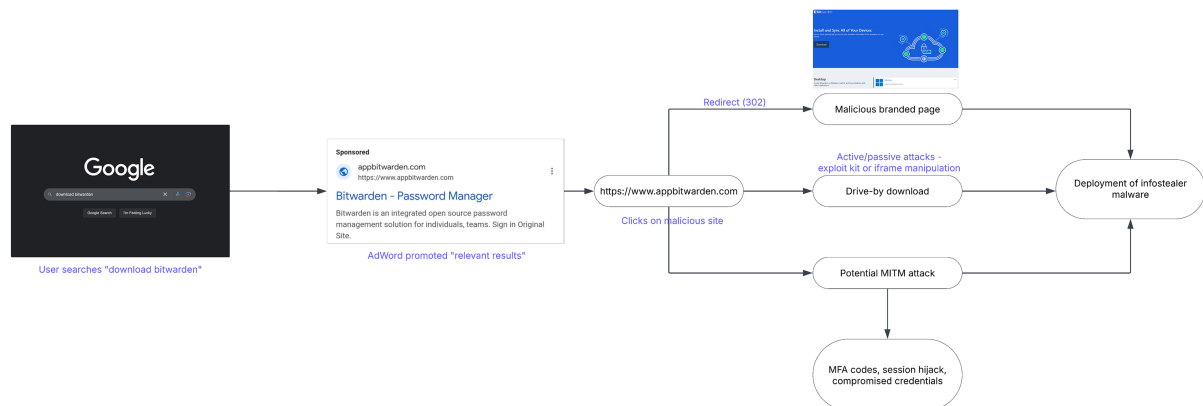 Google
download bitwarden
Google Search
I'm Feeling Lucky
User searches "download bitwarden"
Sponsored
appbitwarden.com
https://www.appbitwarden.com
Bitwarden - Password Manager
Bitwarden is an integrated open source password
management solution for individuals, teams. Sign in Original
Site.
AdWord promoted "relevant results"
https://www.appbitwarden.com
Clicks on malicious site
Redirect (302)
Install and Sync All of Your Devices
Desktop
Malicious branded page
Active/passive attacks -
exploit kit or iframe manipulation
Drive-by download
Potential MITM attack
MFA codes, session hijack,
compromised credentials
Deployment of infostealer
malware